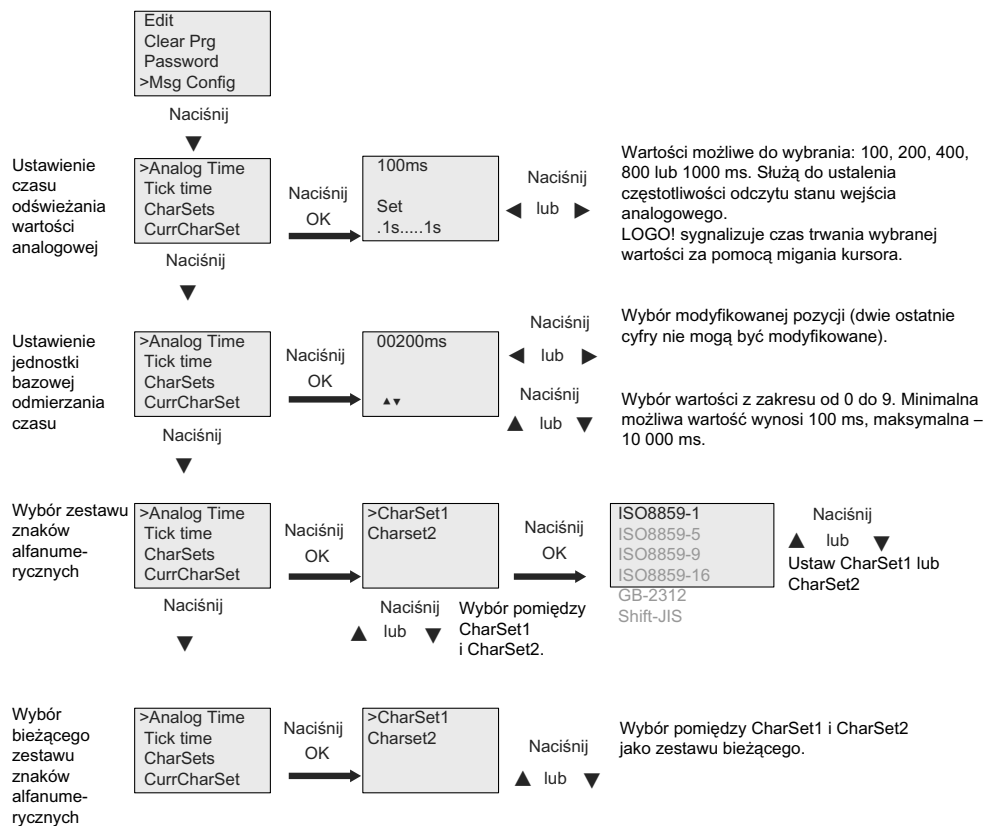 Edit
Clear Prg
Password
>Msg Config
Naciśnij
▼
Ustawienie
czasu
odświeżania
wartości
analogowej
>Analog Time
Tick time
CharSets
CurrCharSet
Naciśnij
OK
100ms
Set
.1s.....1s
Naciśnij
◄ lub ►
Wartości możliwe do wybrania: 100, 200, 400,
800 lub 1000 ms. Służą do ustalenia
częstotliwości odczytu stanu wejścia
analogowego.
LOGO! sygnalizuje czas trwania wybranej
wartości za pomocą migania kursora.
Naciśnij
▼
Ustawienie
jednostki
bazowej
odmierzania
czasu
>Analog Time
Tick time
CharSets
CurrCharSet
Naciśnij
OK
00200ms
▲▼
Naciśnij
◄ lub ►
Wybór modyfikowanej pozycji (dwie ostatnie
cyfry nie mogą być modyfikowane).
Naciśnij
▲ lub ▼
Wybór wartości z zakresu od 0 do 9. Minimalna
możliwa wartość wynosi 100 ms, maksymalna –
10 000 ms.
Naciśnij
▼
Wybór zestawu
znaków
alfanume-
rycznych
>Analog Time
Tick time
CharSets
CurrCharSet
Naciśnij
OK
>CharSet1
Charset2
Naciśnij
▲ lub ▼
Wybór pomiędzy
CharSet1
i CharSet2.
Naciśnij
OK
ISO8859-1
ISO8859-5
ISO8859-9
ISO8859-16
GB-2312
Shift-JIS
Naciśnij
▲ lub ▼
Ustaw CharSet1 lub
CharSet2
Naciśnij
▼
Wybór
bieżącego
zestawu
znaków
alfanume-
rycznych
>Analog Time
Tick time
CharSets
CurrCharSet
Naciśnij
OK
>CharSet1
Charset2
Naciśnij
▲ lub ▼
Wybór pomiędzy CharSet1 i CharSet2
jako zestawu bieżącego.